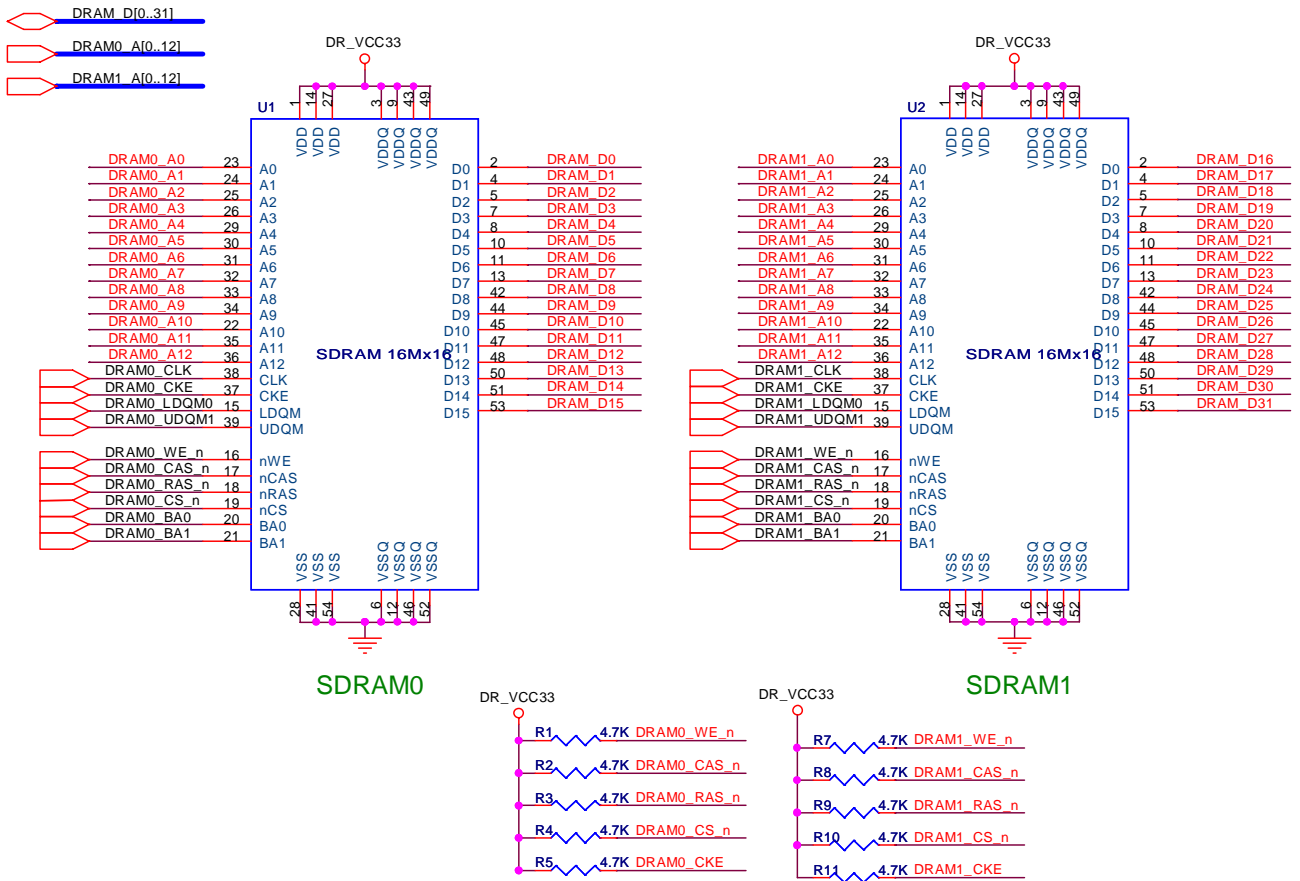 DRAM_D[0..31]
DRAM0_A[0..12]
DRAM1_A[0..12]
DR_VCC33
DR_VCC33
U1
1 14 27 3 9 43 49
VDD VDD VDD VDDQ VDDQ VDDQ VDDQ
DRAM0_A0 23 A0 D0 2 DRAM_D0
DRAM0_A1 24 A1 D1 4 DRAM_D1
DRAM0_A2 25 A2 D2 5 DRAM_D2
DRAM0_A3 26 A3 D3 7 DRAM_D3
DRAM0_A4 29 A4 D4 8 DRAM_D4
DRAM0_A5 30 A5 D5 10 DRAM_D5
DRAM0_A6 31 A6 D6 11 DRAM_D6
DRAM0_A7 32 A7 D7 13 DRAM_D7
DRAM0_A8 33 A8 D8 42 DRAM_D8
DRAM0_A9 34 A9 D9 44 DRAM_D9
DRAM0_A10 22 A10 D10 45 DRAM_D10
DRAM0_A11 35 A11 D11 47 DRAM_D11
SDRAM 16Mx16
DRAM0_A12 36 A12 D12 48 DRAM_D12
DRAM0_CLK 38 CLK D13 50 DRAM_D13
DRAM0_CKE 37 CKE D14 51 DRAM_D14
DRAM0_LDQM0 15 LDQM D15 53 DRAM_D15
DRAM0_UDQM1 39 UDQM
DRAM0_WE_n 16 nWE
DRAM0_CAS_n 17 nCAS
DRAM0_RAS_n 18 nRAS
DRAM0_CS_n 19 nCS
DRAM0_BA0 20 BA0
DRAM0_BA1 21 BA1
VSS VSS VSS VSSQ VSSQ VSSQ VSSQ
28 41 54 6 12 46 52
SDRAM0
U2
1 14 27 3 9 43 49
VDD VDD VDD VDDQ VDDQ VDDQ VDDQ
DRAM1_A0 23 A0 D0 2 DRAM_D16
DRAM1_A1 24 A1 D1 4 DRAM_D17
DRAM1_A2 25 A2 D2 5 DRAM_D18
DRAM1_A3 26 A3 D3 7 DRAM_D19
DRAM1_A4 29 A4 D4 8 DRAM_D20
DRAM1_A5 30 A5 D5 10 DRAM_D21
DRAM1_A6 31 A6 D6 11 DRAM_D22
DRAM1_A7 32 A7 D7 13 DRAM_D23
DRAM1_A8 33 A8 D8 42 DRAM_D24
DRAM1_A9 34 A9 D9 44 DRAM_D25
DRAM1_A10 22 A10 D10 45 DRAM_D26
DRAM1_A11 35 A11 D11 47 DRAM_D27
SDRAM 16Mx16
DRAM1_A12 36 A12 D12 48 DRAM_D28
DRAM1_CLK 38 CLK D13 50 DRAM_D29
DRAM1_CKE 37 CKE D14 51 DRAM_D30
DRAM1_LDQM0 15 LDQM D15 53 DRAM_D31
DRAM1_UDQM1 39 UDQM
DRAM1_WE_n 16 nWE
DRAM1_CAS_n 17 nCAS
DRAM1_RAS_n 18 nRAS
DRAM1_CS_n 19 nCS
DRAM1_BA0 20 BA0
DRAM1_BA1 21 BA1
VSS VSS VSS VSSQ VSSQ VSSQ VSSQ
28 41 54 6 12 46 52
SDRAM1
DR_VCC33
R1 4.7K DRAM0_WE_n
R2 4.7K DRAM0_CAS_n
R3 4.7K DRAM0_RAS_n
R4 4.7K DRAM0_CS_n
R5 4.7K DRAM0_CKE
DR_VCC33
R7 4.7K DRAM1_WE_n
R8 4.7K DRAM1_CAS_n
R9 4.7K DRAM1_RAS_n
R10 4.7K DRAM1_CS_n
R11 4.7K DRAM1_CKE